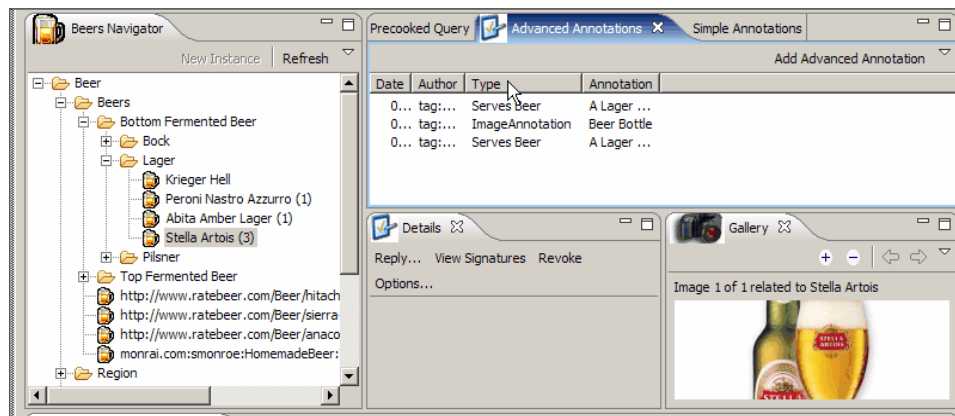 Beers Navigator
New Instance Refresh
Beer
Beers
Bottom Fermented Beer
Bock
Lager
Krieger Hell
Peroni Nastro Azzurro (1)
Abita Amber Lager (1)
Stella Artois (3)
Pilsner
Top Fermented Beer
http://www.ratebeer.com/Beer/hitach
http://www.ratebeer.com/Beer/sierra-
http://www.ratebeer.com/Beer/anaco
monrai.com:smonroe:HomemadeBeer:
Region
Precooked Query Advanced Annotations Simple Annotations
Add Advanced Annotation
Date Author Type Annotation
0... tag:... Serves Beer A Lager ...
0... tag:... ImageAnnotation Beer Bottle
0... tag:... Serves Beer A Lager ...
Details
Reply... View Signatures Revoke
Options...
Gallery
Image 1 of 1 related to Stella Artois
STELLA
ARTOIS